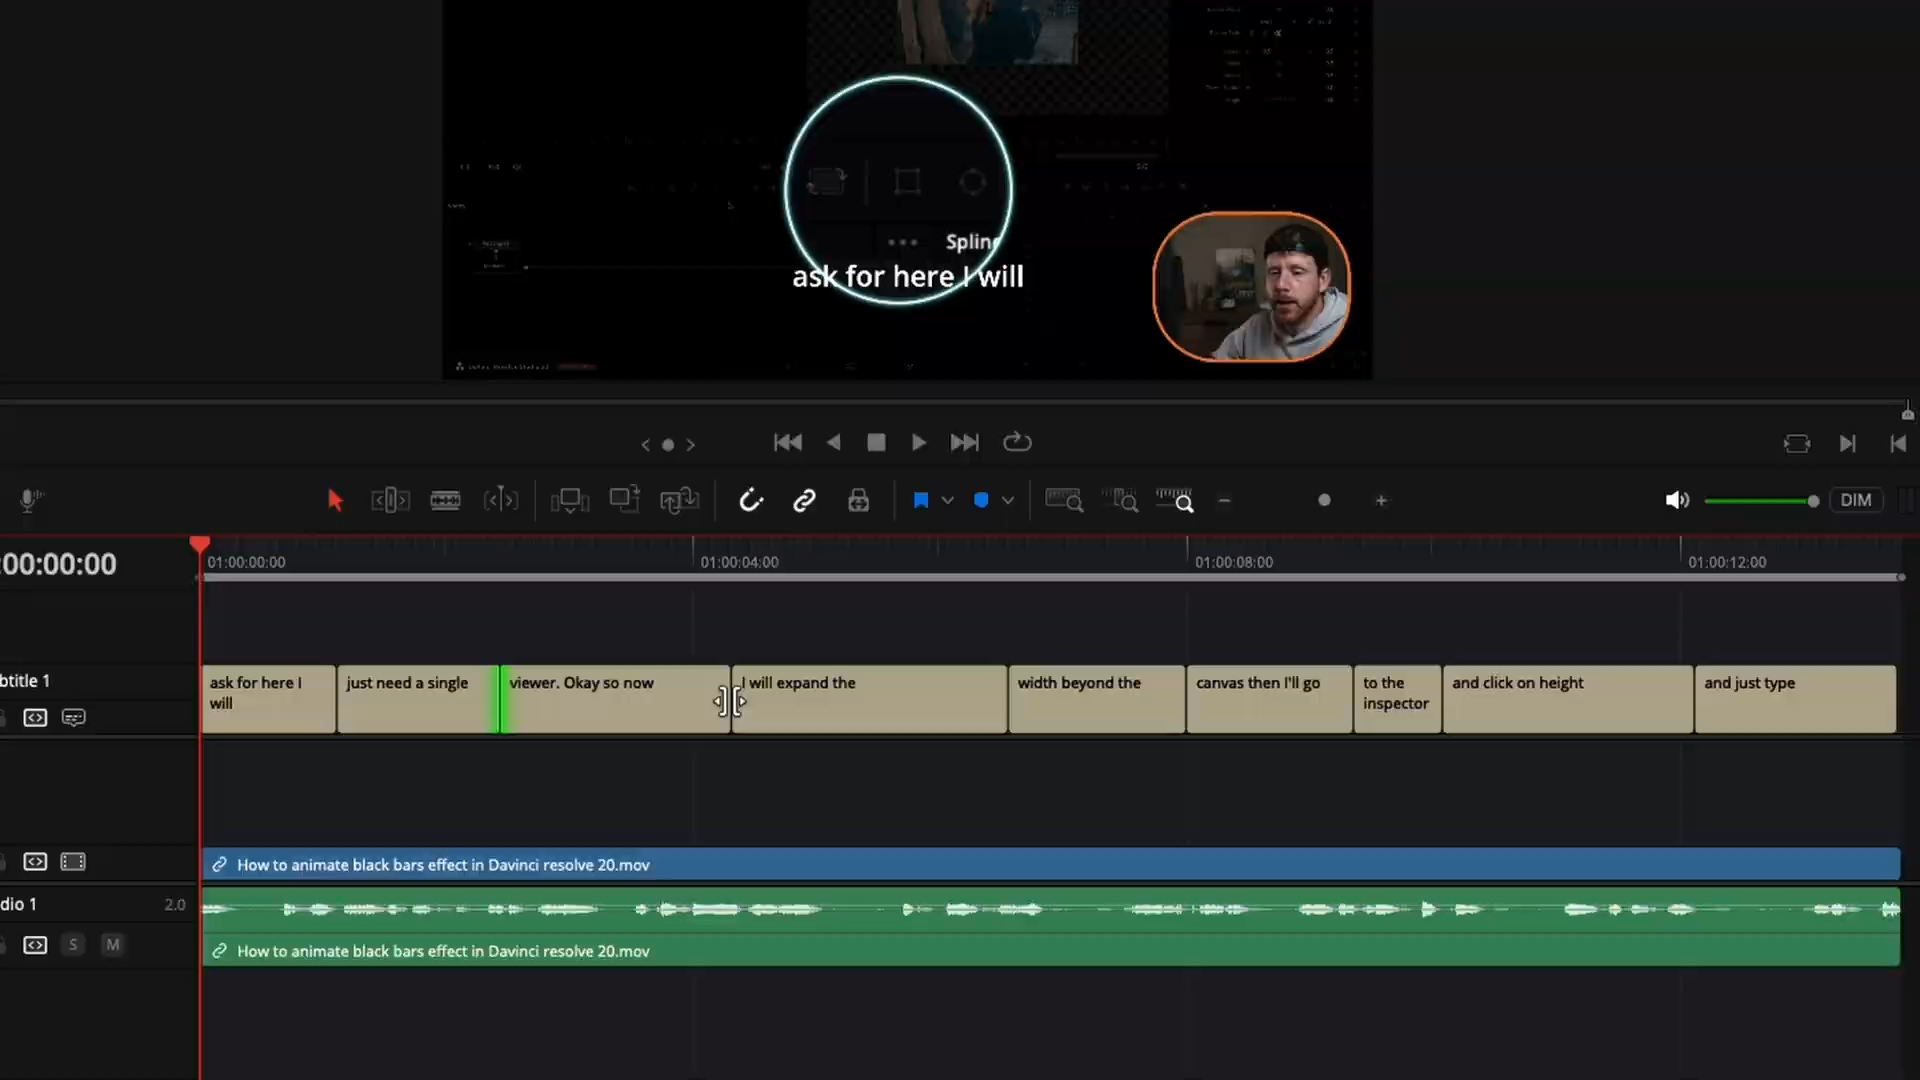 Spline
ask for here I will
DIM
:00:00:00
01:00:00:00
01:00:04:00
01:00:08:00
01:00:12:00
btitle 1
ask for here I
will
just need a single
viewer. Okay so now
I will expand the
width beyond the
canvas then I'll go
to the
inspector
and click on height
and just type
How to animate black bars effect in Davinci resolve 20.mov
dio 1
2.0
S
M
How to animate black bars effect in Davinci resolve 20.mov